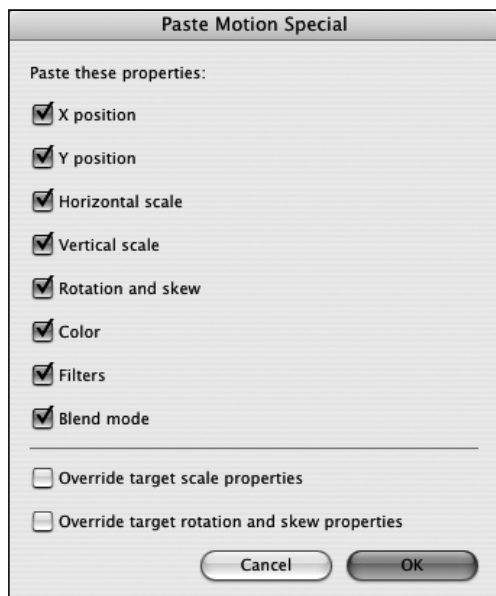 Paste Motion Special
Paste these properties:
X position
Y position
Horizontal scale
Vertical scale
Rotation and skew
Color
Filters
Blend mode
Override target scale properties
Override target rotation and skew properties
Cancel OK